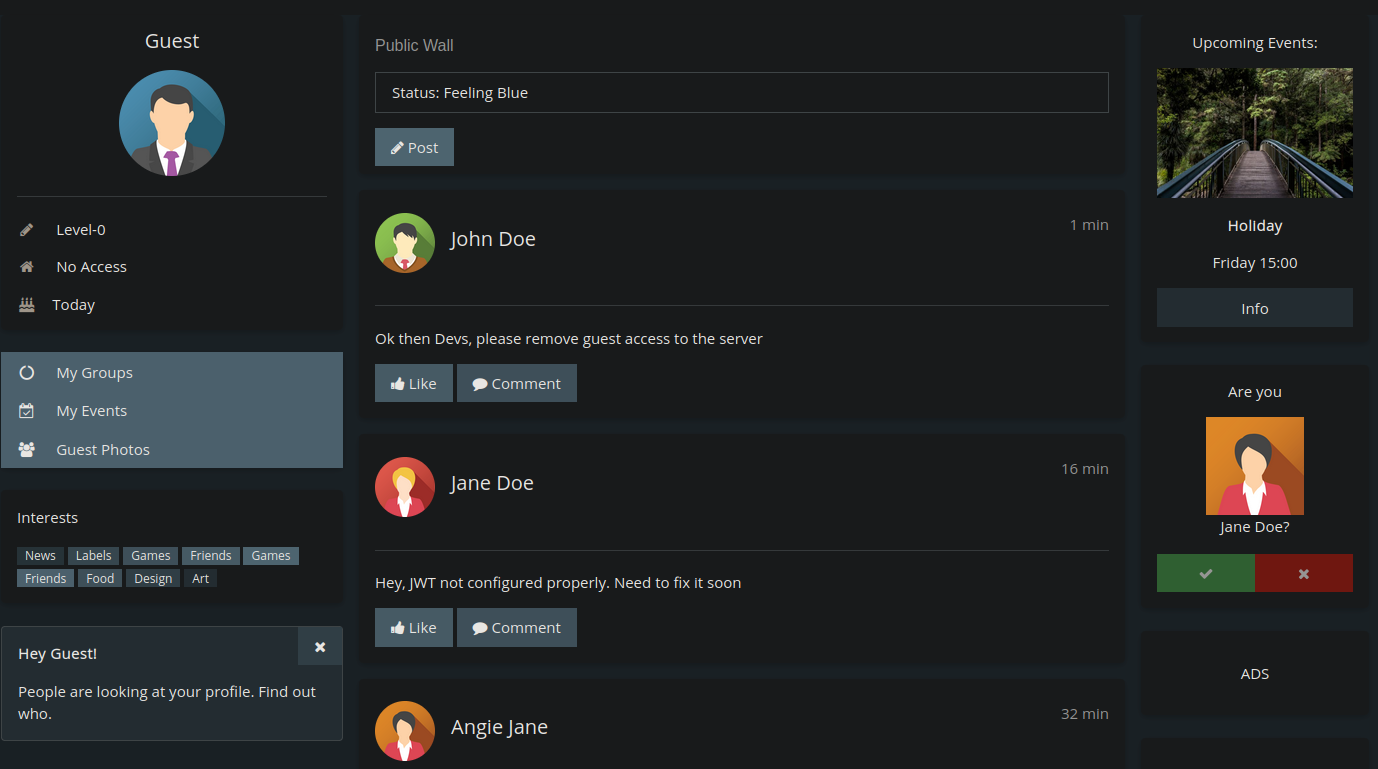 Guest
Level-0
No Access
Today
My Groups
My Events
Guest Photos
Interests
News Labels Games Friends Games
Friends Food Design Art
Hey Guest!
People are looking at your profile. Find out
who.
Public Wall
Status: Feeling Blue
Post
John Doe
1 min
Ok then Devs, please remove guest access to the server
Like Comment
Jane Doe
16 min
Hey, JWT not configured properly. Need to fix it soon
Like Comment
Angie Jane
32 min
Upcoming Events:
Holiday
Friday 15:00
Info
Are you
Jane Doe?
ADS